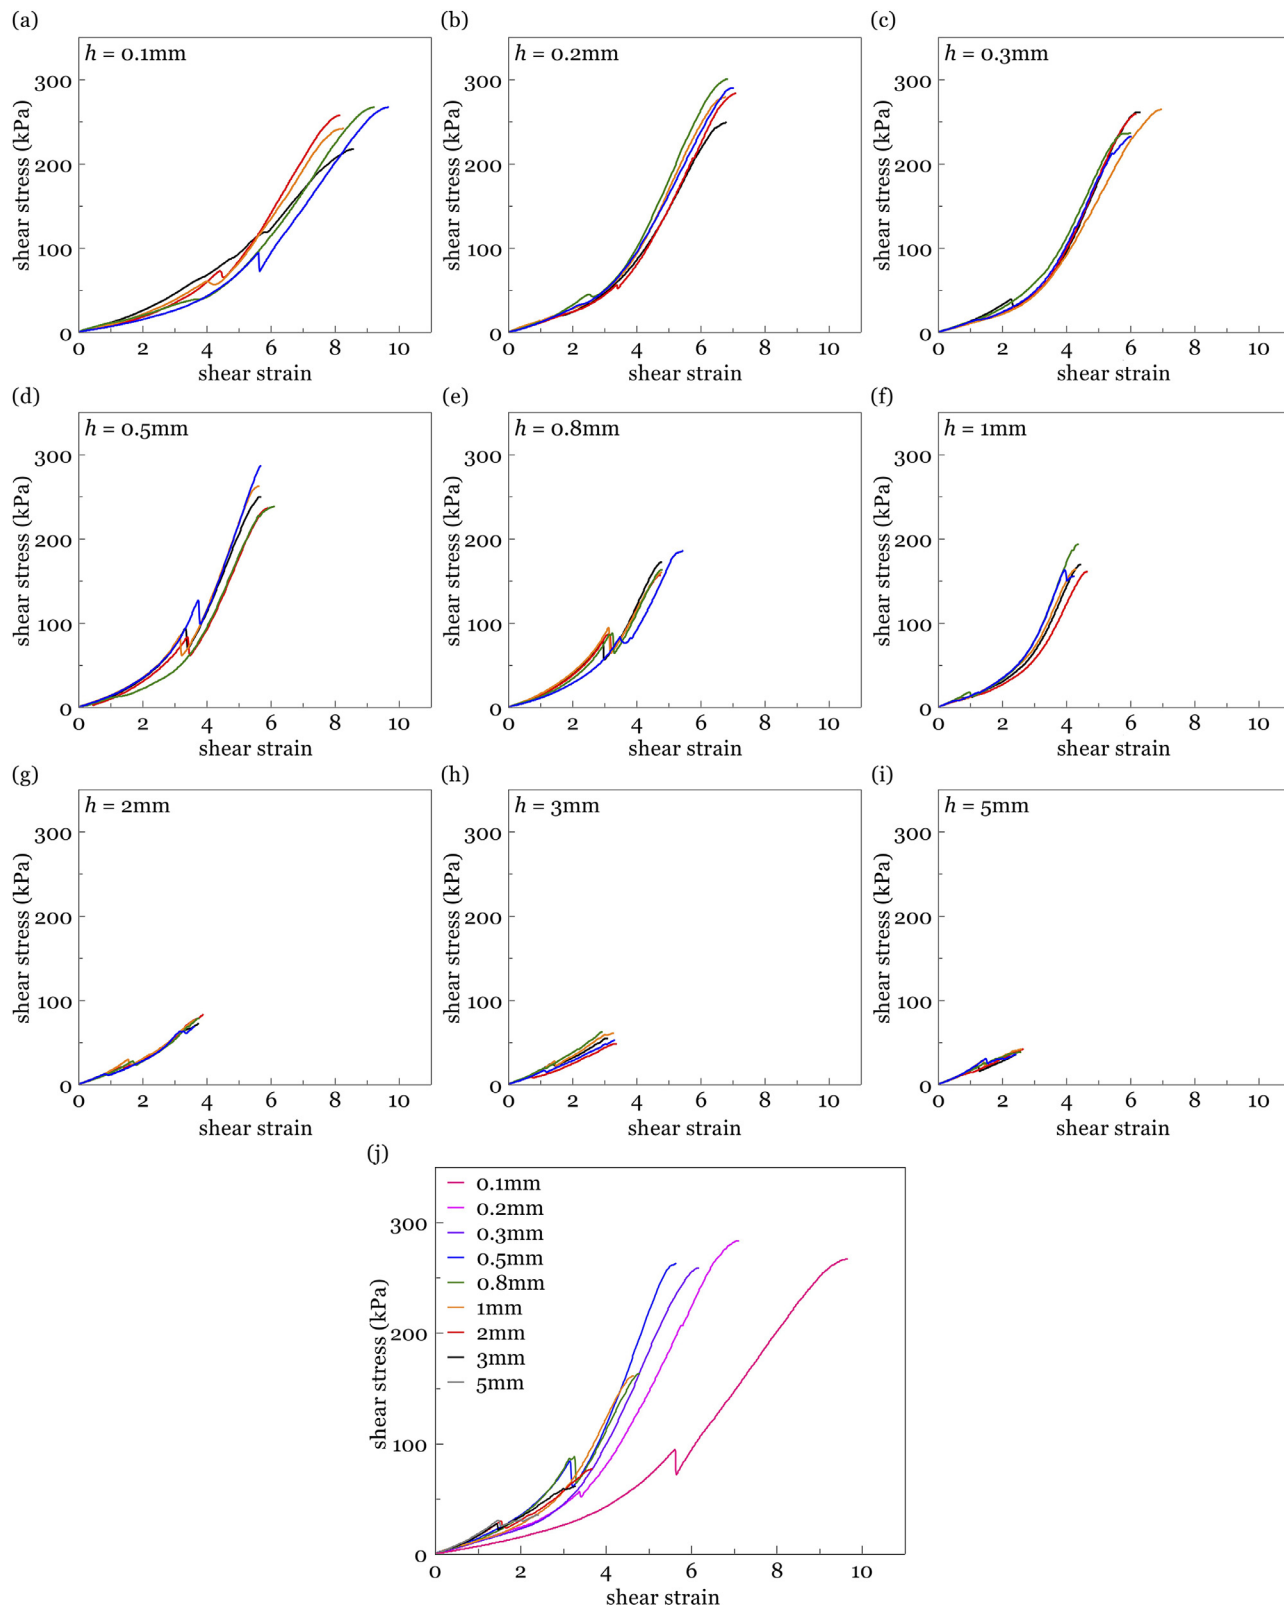 (a) (b) (c)
h = 0.1mm h = 0.2mm h = 0.3mm
300 300 300
200 200 200
100 100 100
0 0 0
shear stress (kPa) shear stress (kPa) shear stress (kPa)
0 2 4 6 8 10 0 2 4 6 8 10 0 2 4 6 8 10
shear strain shear strain shear strain
(d) (e) (f)
h = 0.5mm h = 0.8mm h = 1mm
300 300 300
200 200 200
100 100 100
0 0 0
shear stress (kPa) shear stress (kPa) shear stress (kPa)
0 2 4 6 8 10 0 2 4 6 8 10 0 2 4 6 8 10
shear strain shear strain shear strain
(g) (h) (i)
h = 2mm h = 3mm h = 5mm
300 300 300
200 200 200
100 100 100
0 0 0
shear stress (kPa) shear stress (kPa) shear stress (kPa)
0 2 4 6 8 10 0 2 4 6 8 10 0 2 4 6 8 10
shear strain shear strain shear strain
(j)
0.1mm
0.2mm
0.3mm
0.5mm
0.8mm
1mm
2mm
3mm
5mm
300
200
100
0
shear stress (kPa)
0 2 4 6 8 10
shear strain